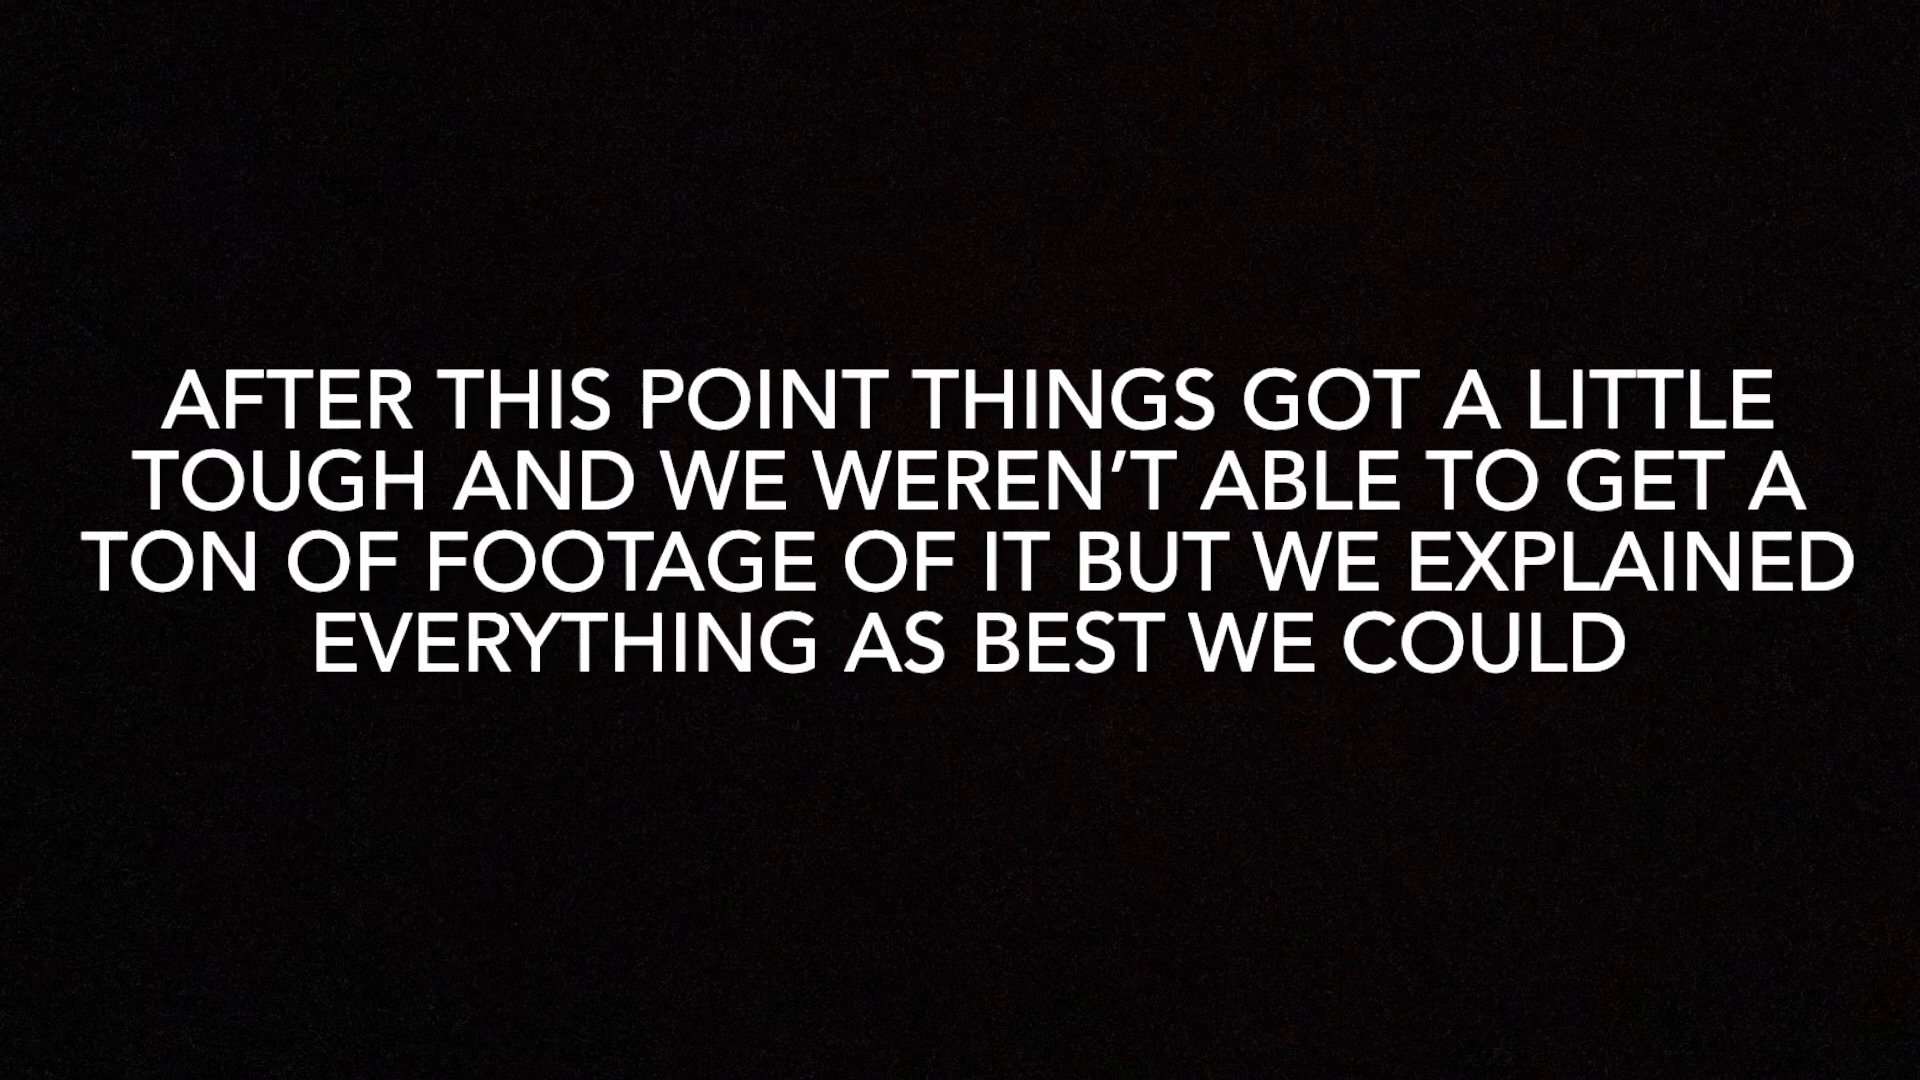 AFTER THIS POINT THINGS GOT A LITTLE
TOUGH AND WE WEREN’T ABLE TO GET A
TON OF FOOTAGE OF IT BUT WE EXPLAINED
EVERYTHING AS BEST WE COULD